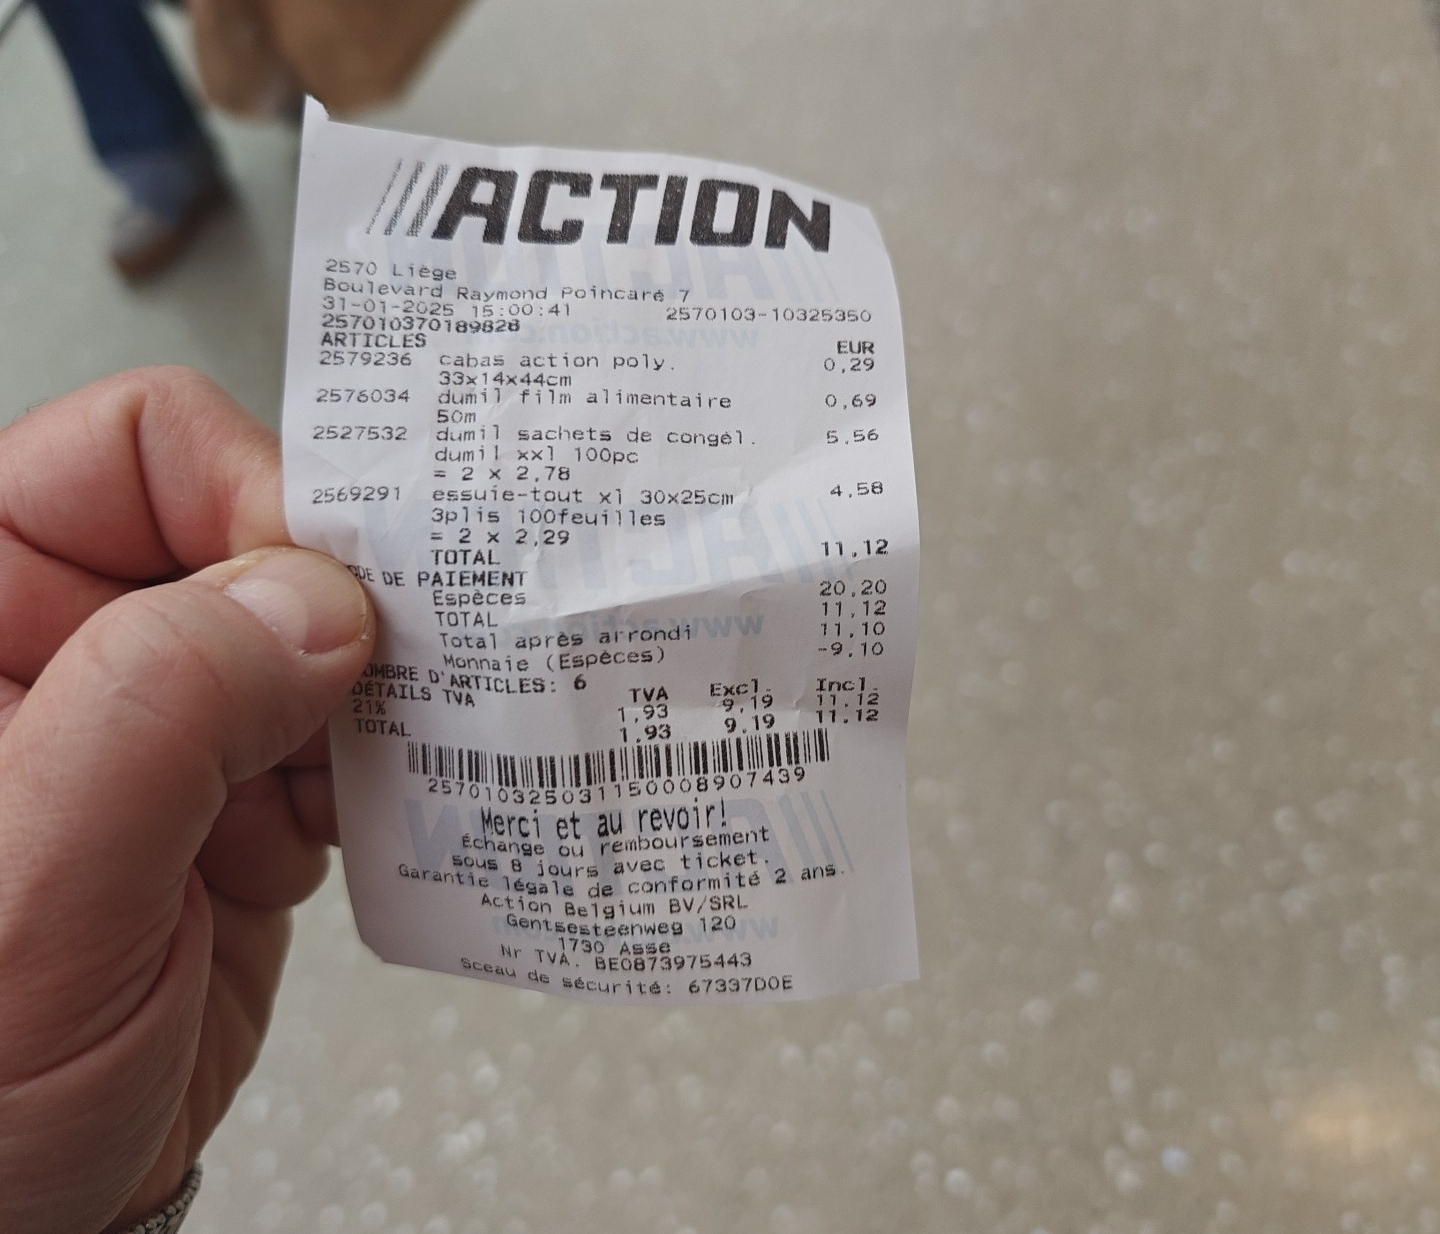 ACTION
2570 Liège
Boulevard Raymond Poincaré 7
31-01-2025 15:00:41 2570103-10325350
257010370189828
ARTICLES EUR
2579236 cabas action poly. 0,29
33x14x44cm
2576034 dumil film alimentaire 0,69
50m
2527532 dumil sachets de congél. 5,56
dumil xxl 100pc
= 2 x 2,78
2569291 essuie-tout xl 30x25cm 4,58
3plis 100feuilles
= 2 x 2,29
TOTAL 11,12
DE DE PAIEMENT
Espèces 20,20
TOTAL 11,12
Total après arrondi 11,10
Monnaie (Espèces) -9,10
OMBRE D'ARTICLES: 6
DÉTAILS TVA TVA Excl. Incl.
21% 1,93 9,19 11,12
TOTAL 1,93 9,19 11,12
257010325031150008907439
Merci et au revoir!
Échange ou remboursement
sous 8 jours avec ticket.
Garantie légale de conformité 2 ans.
Action Belgium BV/SRL
Gentsesteenweg 120
1730 Asse
Nr TVA. BE0873975443
Sceau de sécurité: 67337D0E